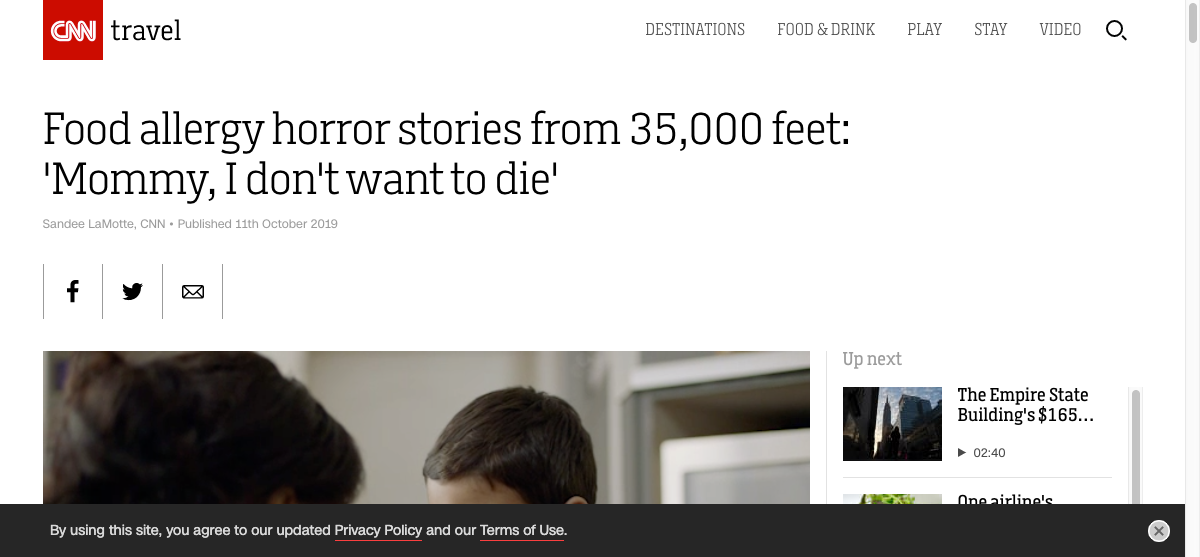 CNN travel
DESTINATIONS FOOD & DRINK PLAY STAY VIDEO
Food allergy horror stories from 35,000 feet:
'Mommy, I don't want to die'
Sandee LaMotte, CNN • Published 11th October 2019
Up next
The Empire State
Building's $165...
02:40
One airline's
By using this site, you agree to our updated Privacy Policy and our Terms of Use.